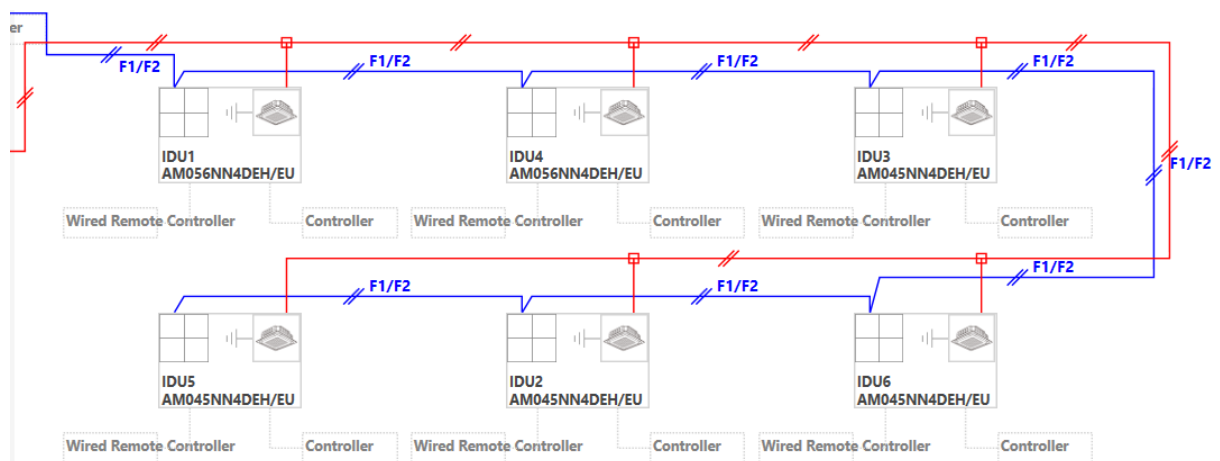 er
F1/F2
F1/F2
F1/F2
F1/F2
IDU1
AM056NN4DEH/EU
IDU4
AM056NN4DEH/EU
IDU3
AM045NN4DEH/EU
F1/F2
Wired Remote Controller
Controller
Wired Remote Controller
Controller
Wired Remote Controller
Controller
F1/F2
F1/F2
F1/F2
IDU5
AM045NN4DEH/EU
IDU2
AM045NN4DEH/EU
IDU6
AM045NN4DEH/EU
Wired Remote Controller
Controller
Wired Remote Controller
Controller
Wired Remote Controller
Controller